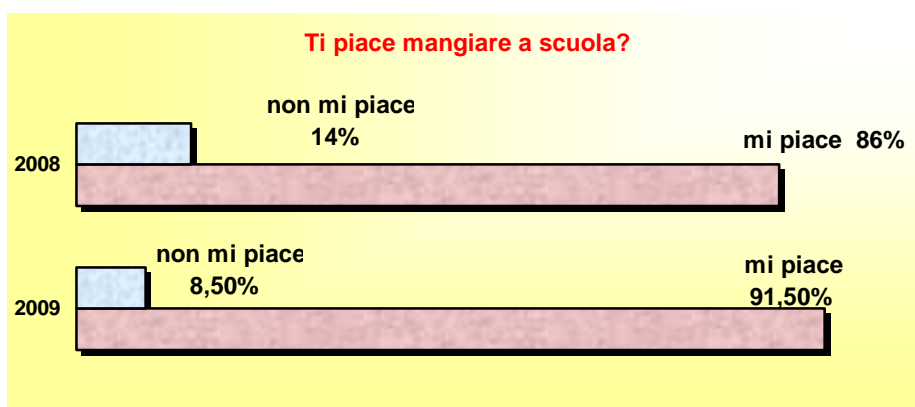 Ti piace mangiare a scuola?
non mi piace
14%
mi piace 86%
2008
non mi piace
8,50%
mi piace
91,50%
2009